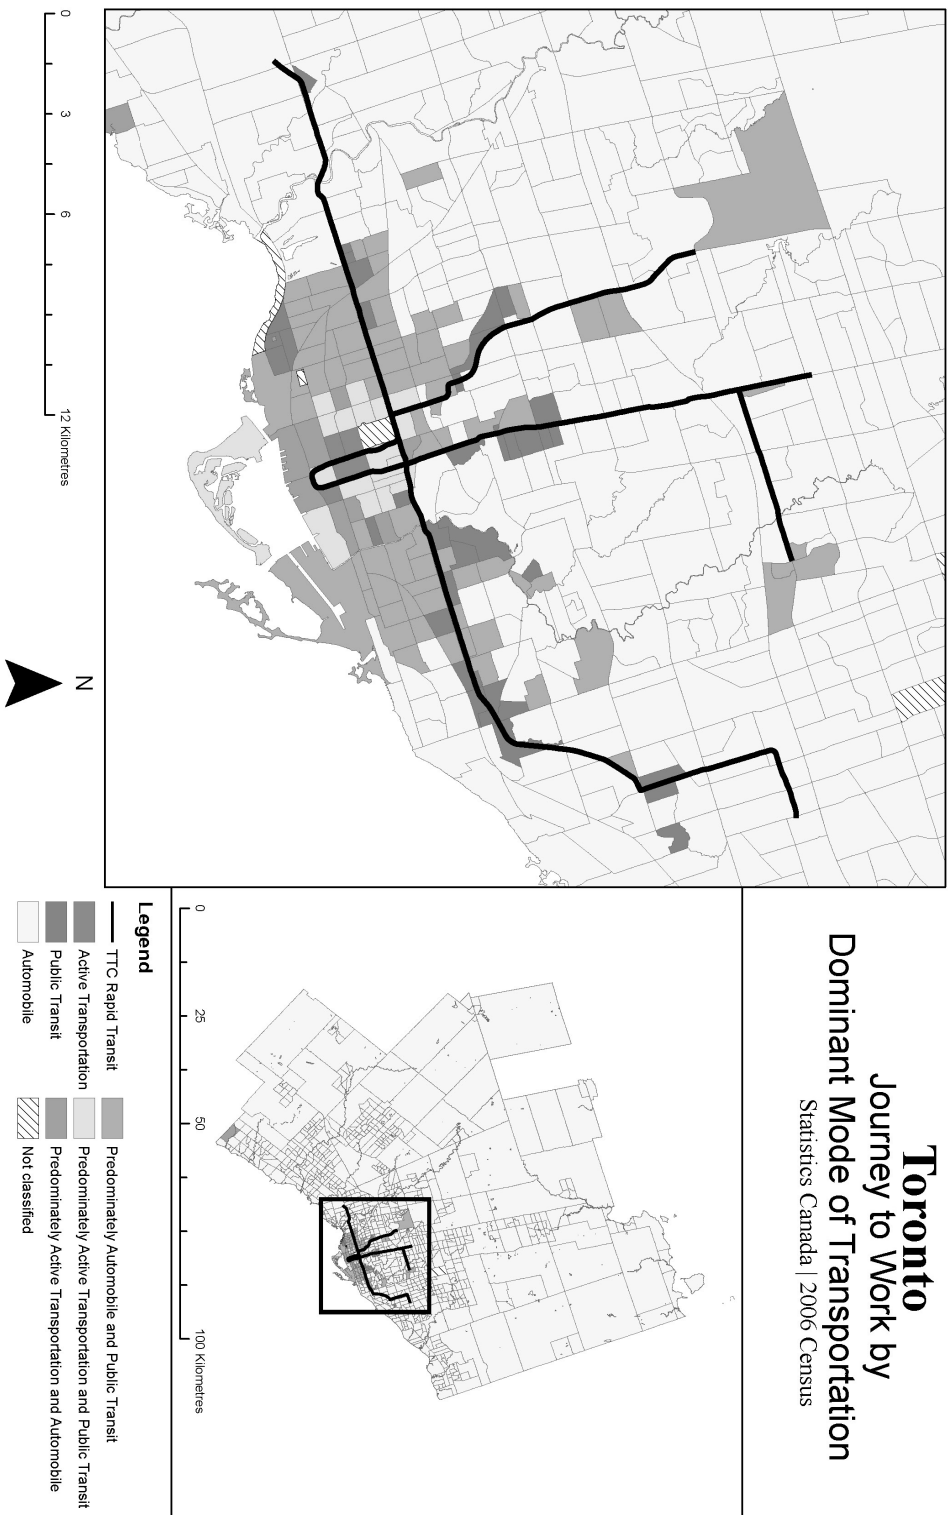 Toronto
Journey to Work by
Dominant Mode of Transportation
Statistics Canada | 2006 Census
0 25 50 100 Kilometres
Legend
TTC Rapid Transit
Active Transportation
Public Transit
Automobile
Predominately Automobile and Public Transit
Predominately Active Transportation and Public Transit
Predominately Active Transportation and Automobile
Not classified
0 3 6 12 Kilometres
N